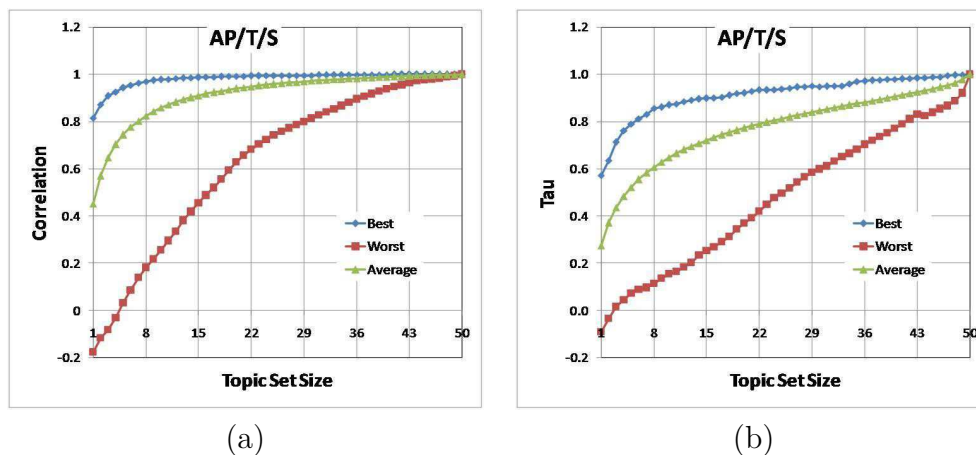 AP/T/S
1.2
1
0.8
0.6
0.4
0.2
0
-0.2
Correlation
1 8 15 22 29 36 43 50
Topic Set Size
Best
Worst
Average
(a)
AP/T/S
1.2
1.0
0.8
0.6
0.4
0.2
0.0
-0.2
Tau
1 8 15 22 29 36 43 50
Topic Set Size
Best
Worst
Average
(b)